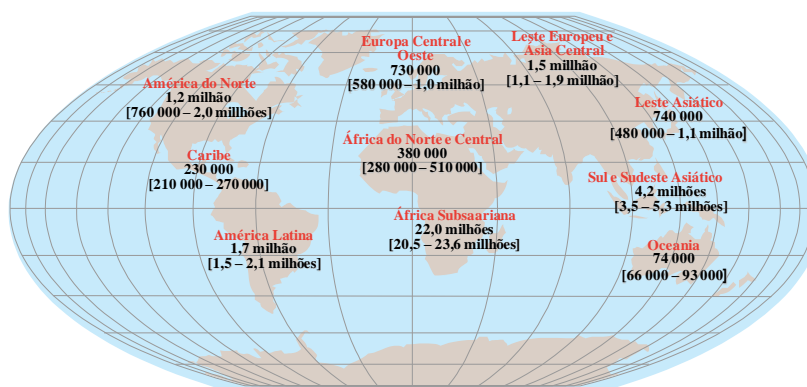 Europa Central e
Oeste
730 000
[580 000 – 1,0 milhão]
Leste Europeu e
Ásia Central
1,5 millhão
[1,1 – 1,9 milhão]
América do Norte
1,2 milhão
[760 000 – 2,0 millhões]
Leste Asiático
740 000
[480 000 – 1,1 milhão]
Caribe
230 000
[210 000 – 270 000]
África do Norte e Central
380 000
[280 000 – 510 000]
Sul e Sudeste Asiático
4,2 milhões
[3,5 – 5,3 milhões]
África Subsaariana
22,0 milhões
[20,5 – 23,6 millhões]
América Latina
1,7 milhão
[1,5 – 2,1 milhões]
Oceania
74 000
[66 000 – 93 000]